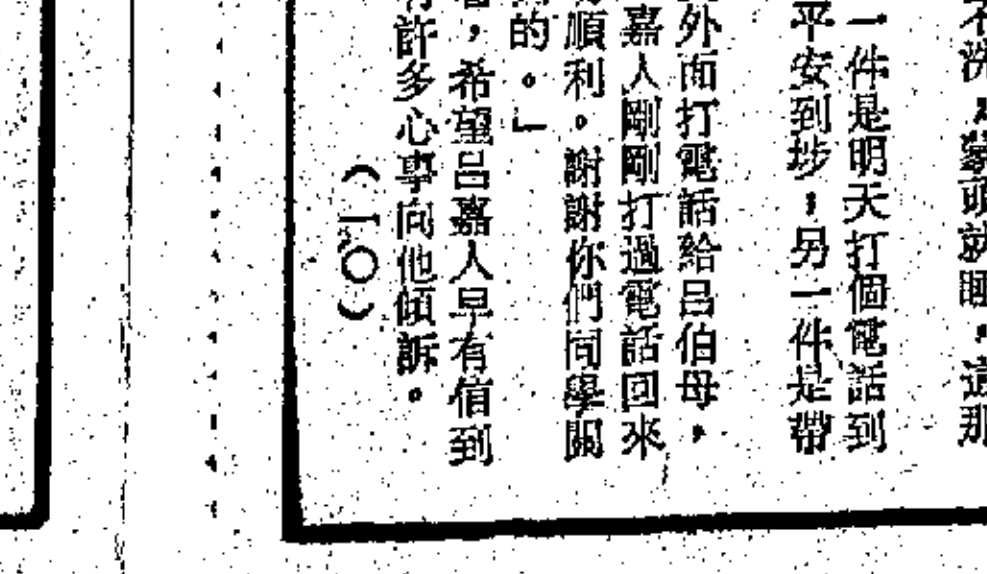 不洗，蒙頭就睡，這那
一件是明天打個電話到
平安到埗，另一件是帶
外面打電話給呂伯母，
嘉人剛剛打過電話回來
順利。謝謝你們同學關
的。」
，希望呂嘉人早有信到
許多心事向他傾訴。
（一〇）